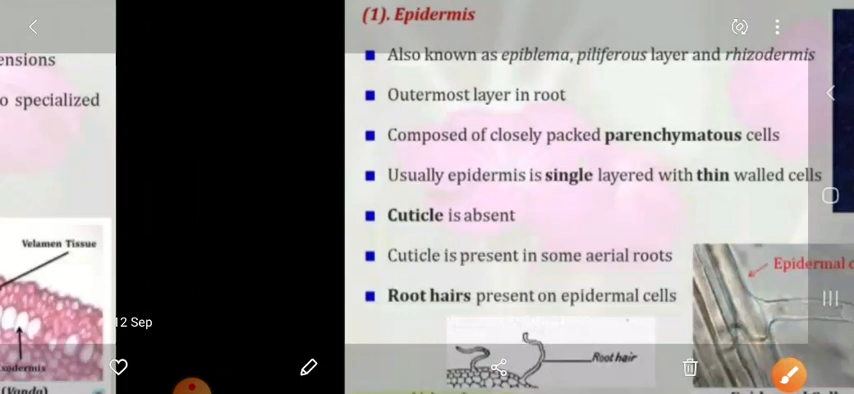 ensions
o specialized
Velamen Tissue
(Vanda)
12 Sep
(1). Epidermis
Also known as epiblema, piliferous layer and rhizodermis
Outermost layer in root
Composed of closely packed parenchymatous cells
Usually epidermis is single layered with thin walled cells
Cuticle is absent
Cuticle is present in some aerial roots
Root hairs present on epidermal cells
Root hair
Epidermal c